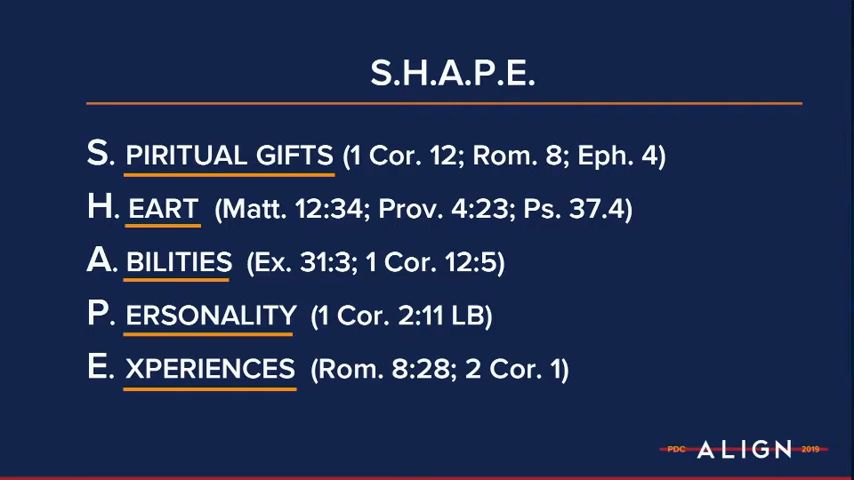 S.H.A.P.E.
S. PIRITUAL GIFTS (1 Cor. 12; Rom. 8; Eph. 4)
H. EART (Matt. 12:34; Prov. 4:23; Ps. 37.4)
A. BILITIES (Ex. 31:3; 1 Cor. 12:5)
P. ERSONALITY (1 Cor. 2:11 LB)
E. XPERIENCES (Rom. 8:28; 2 Cor. 1)
PDC ALIGN 2019